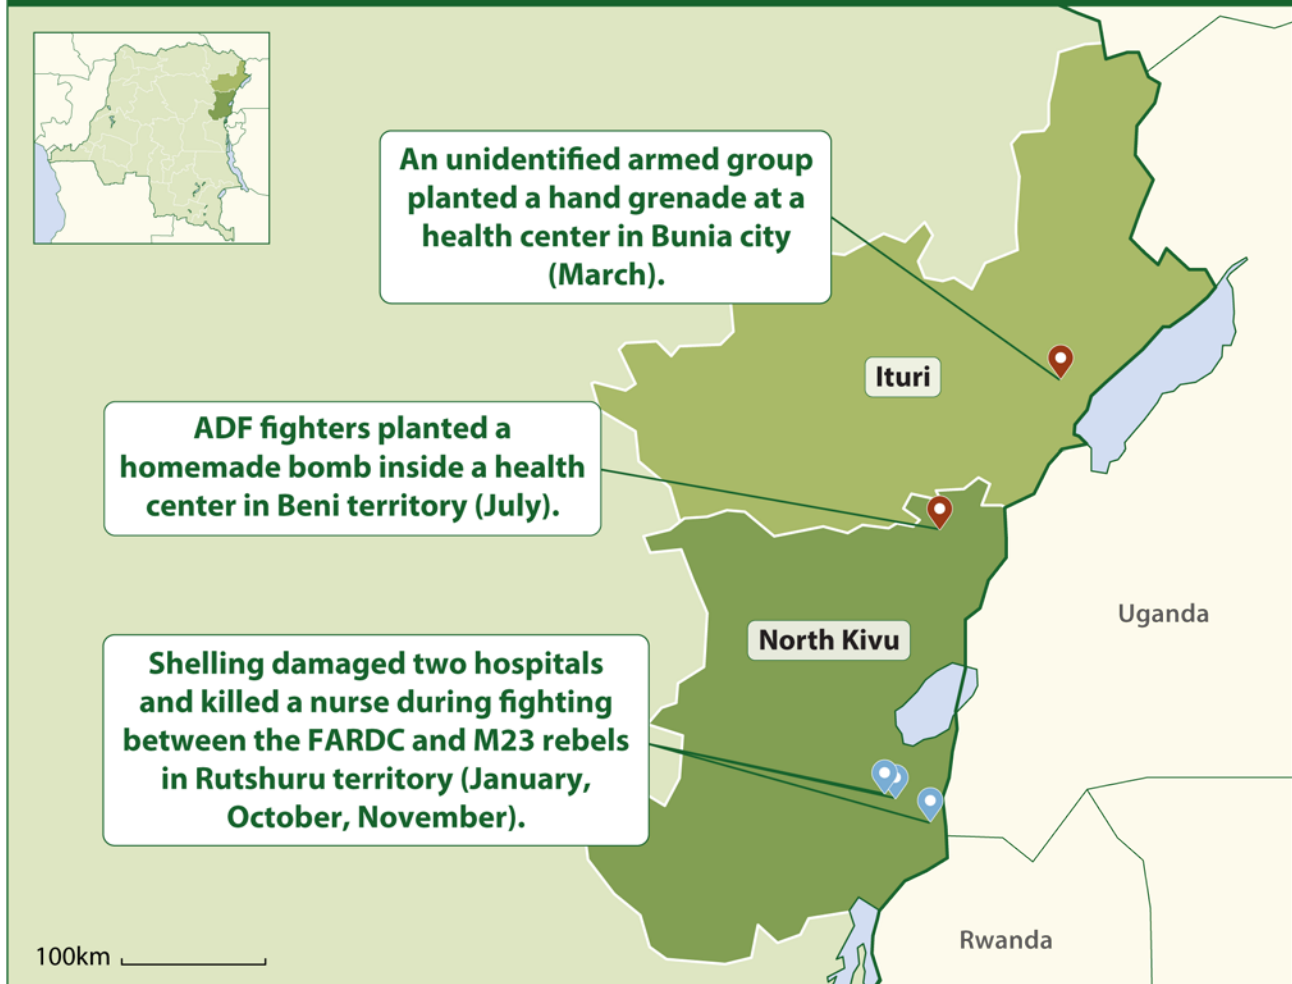 An unidentified armed group
planted a hand grenade at a
health center in Bunia city
(March).
Ituri
ADF fighters planted a
homemade bomb inside a health
center in Beni territory (July).
Uganda
North Kivu
Shelling damaged two hospitals
and killed a nurse during fighting
between the FARDC and M23 rebels
in Rutshuru territory (January,
October, November).
Rwanda
100km